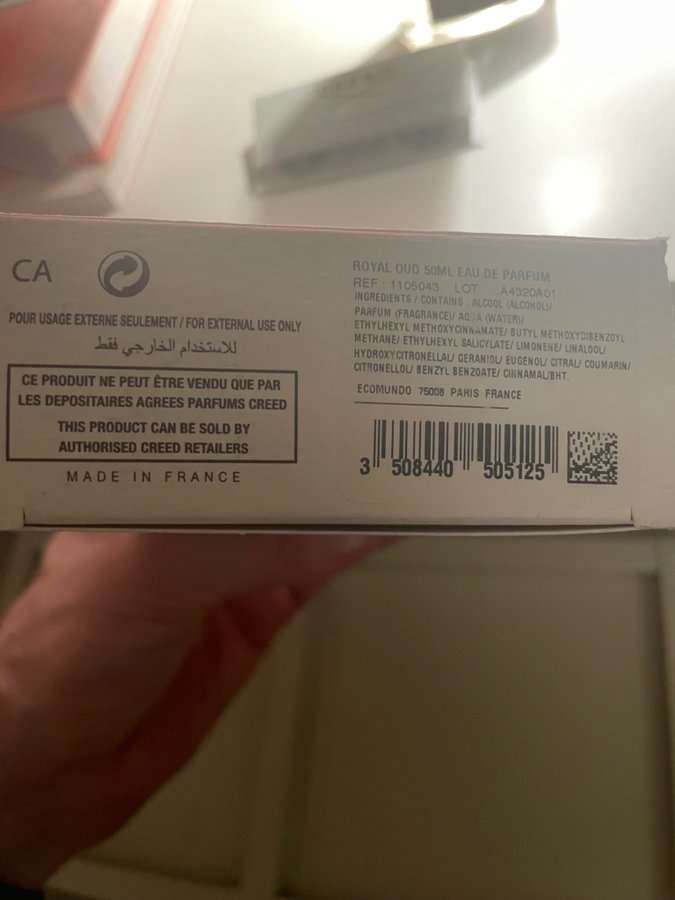 CA
POUR USAGE EXTERNE SEULEMENT / FOR EXTERNAL USE ONLY
للاستخدام الخارجي فقط
CE PRODUIT NE PEUT ÊTRE VENDU QUE PAR
LES DEPOSITAIRES AGREES PARFUMS CREED
THIS PRODUCT CAN BE SOLD BY
AUTHORISED CREED RETAILERS
MADE IN FRANCE
ROYAL OUD 50ML EAU DE PARFUM
REF : 1105043 LOT: A4320A01
INGREDIENTS / CONTAINS : ALCOOL (ALCOHOL)/
PARFUM (FRAGRANCE)/ (WATER)/
ETHYLHEXYL METHOXYCINNAMATE/ BUTYL METHOXYDIBENZOYL
METHANE/ ETHYLHEXYL SALICYLATE/ LIMONENE/ LINALOOL/
HYDROXYCITRONELLAL/ GERANIOL/ EUGENOL/ CITRAL/ COUMARIN/
CITRONELLOL/ BENZYL BENZOATE/ CINNAMAL/BHT.
ECOMUNDO 75008 PARIS FRANCE
3 508440 505125